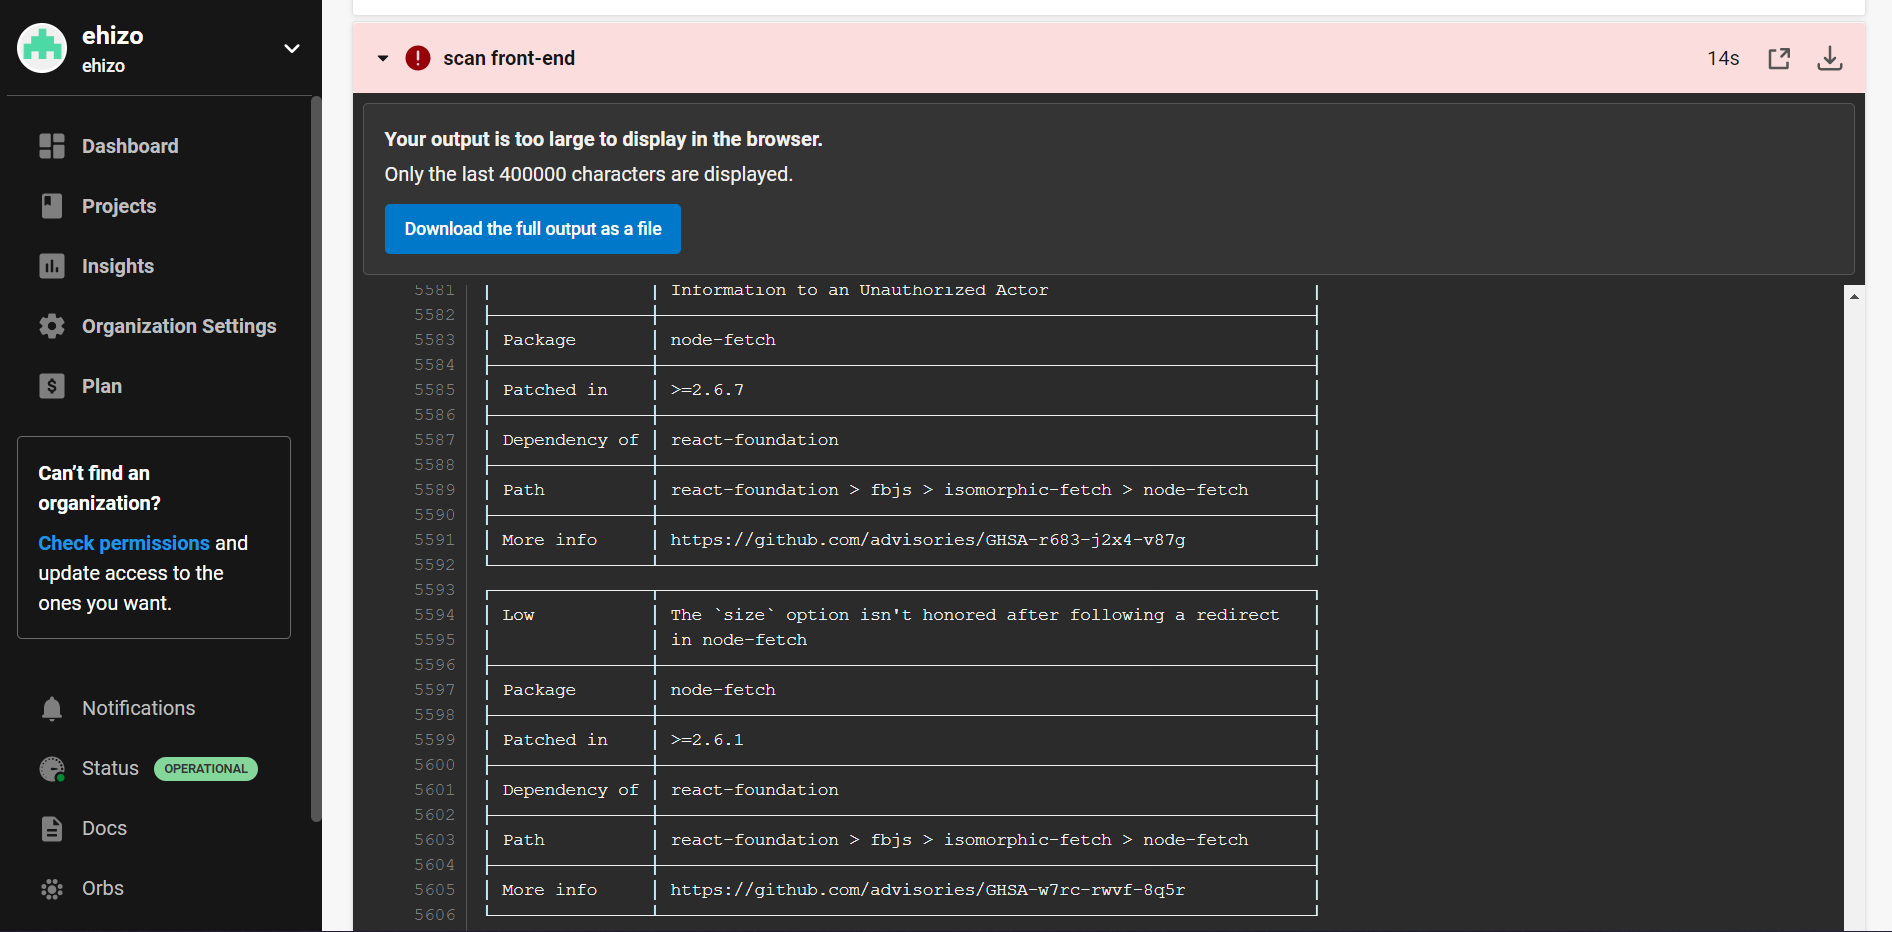 ehizo
ehizo
Dashboard
Projects
Insights
Organization Settings
Plan
Can’t find an
organization?
Check permissions and
update access to the
ones you want.
Notifications
Status OPERATIONAL
Docs
Orbs
scan front-end 14s
Your output is too large to display in the browser.
Only the last 400000 characters are displayed.
Download the full output as a file
5581 Information to an Unauthorized Actor
5582
5583 Package node-fetch
5584
5585 Patched in >=2.6.7
5586
5587 Dependency of react-foundation
5588
5589 Path react-foundation > fbjs > isomorphic-fetch > node-fetch
5590
5591 More info https://github.com/advisories/GHSA-r683-j2x4-v87g
5592
5593
5594 Low The `size` option isn't honored after following a redirect
5595 in node-fetch
5596
5597 Package node-fetch
5598
5599 Patched in >=2.6.1
5600
5601 Dependency of react-foundation
5602
5603 Path react-foundation > fbjs > isomorphic-fetch > node-fetch
5604
5605 More info https://github.com/advisories/GHSA-w7rc-rwvf-8q5r
5606